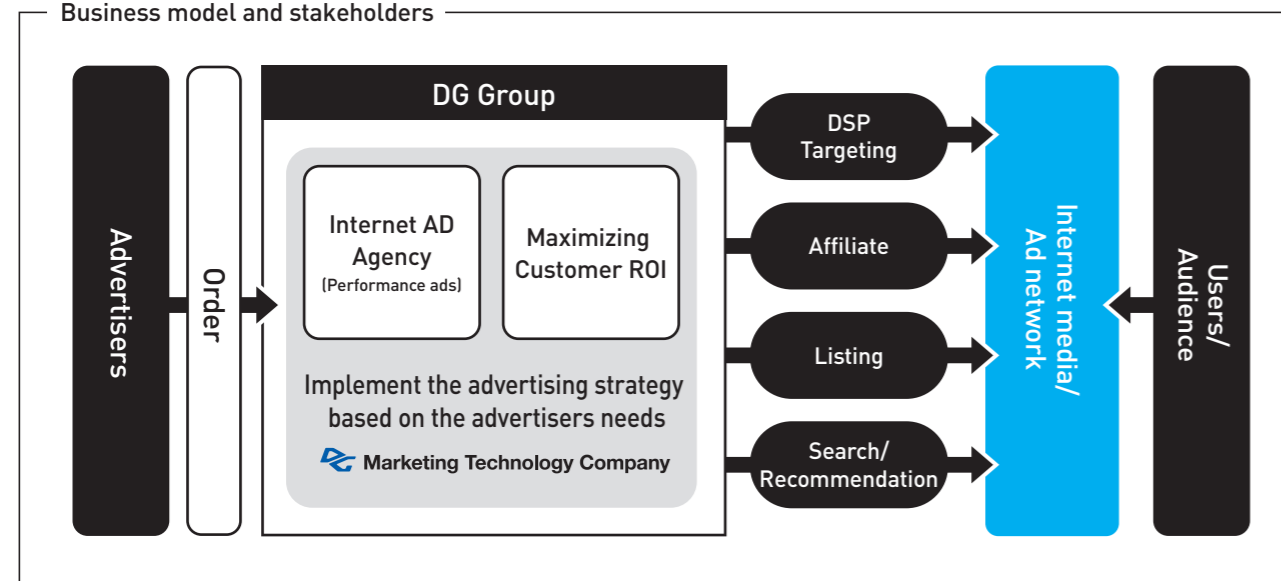 Business model and stakeholders
Advertisers
Order
DG Group
Internet AD
Agency
(Performance ads)
Maximizing
Customer ROI
Implement the advertising strategy
based on the advertisers needs
DG Marketing Technology Company
DSP
Targeting
Affiliate
Listing
Search/
Recommendation
Internet media/
Ad network
Users/
Audience